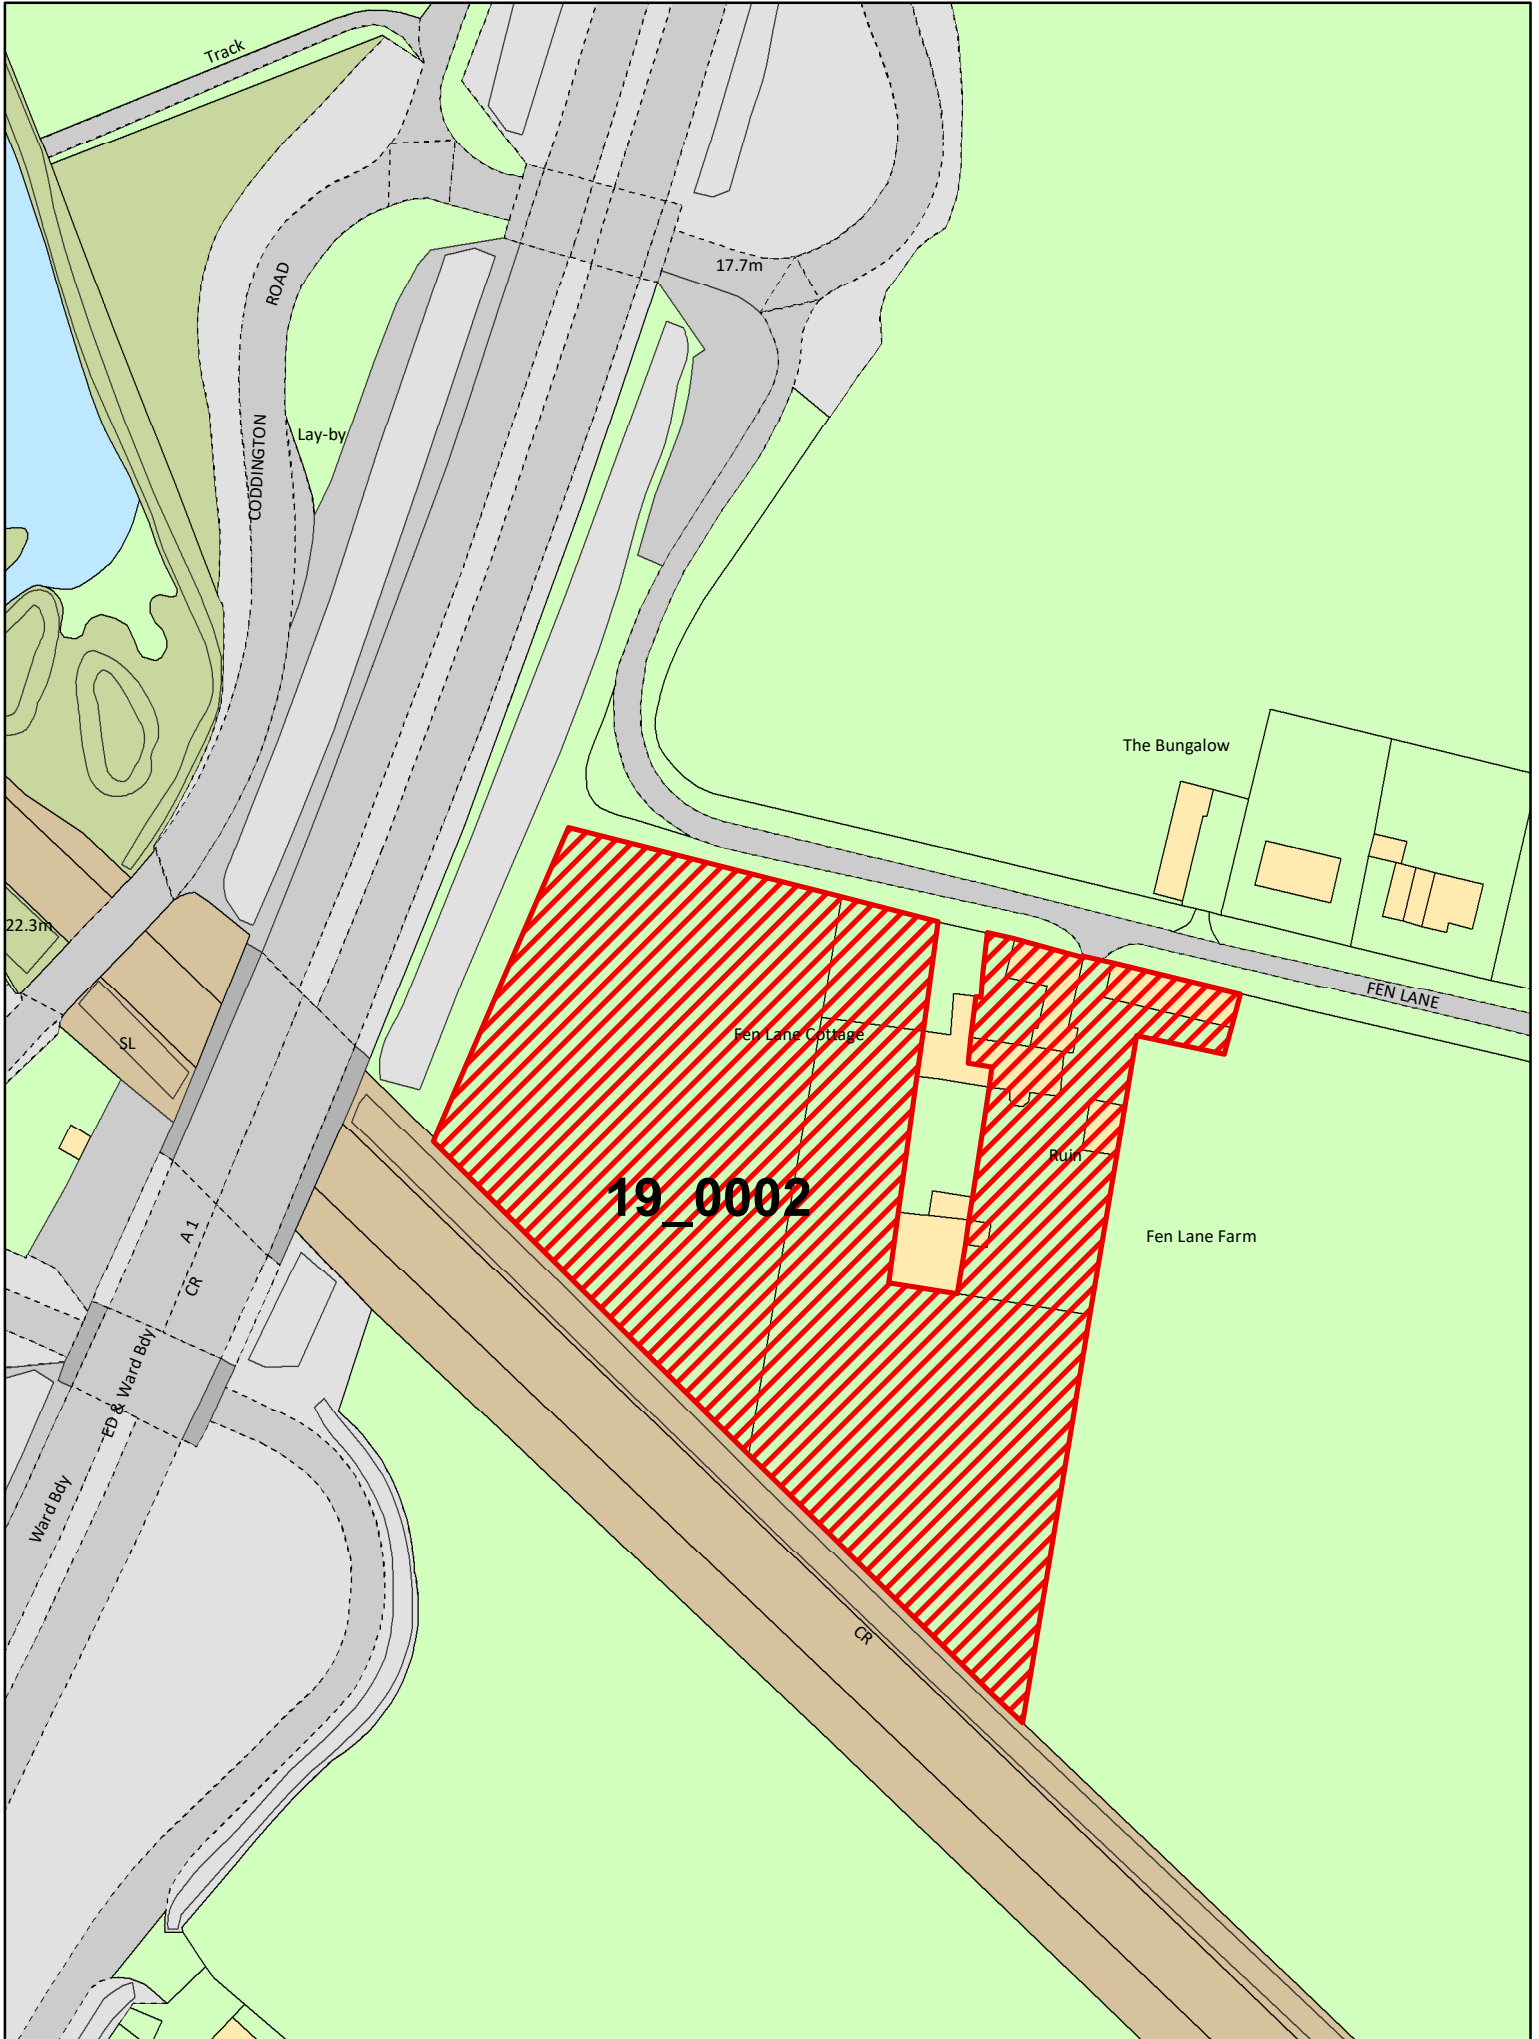 Track
17.7m
ROAD
CODDINGTON
Lay-by
The Bungalow
22.3m
FEN LANE
SL
Fen Lane Cottage
Ruin
19_0002
A 1
Fen Lane Farm
CR
ED & Ward Bdy
Ward Bdy
CR